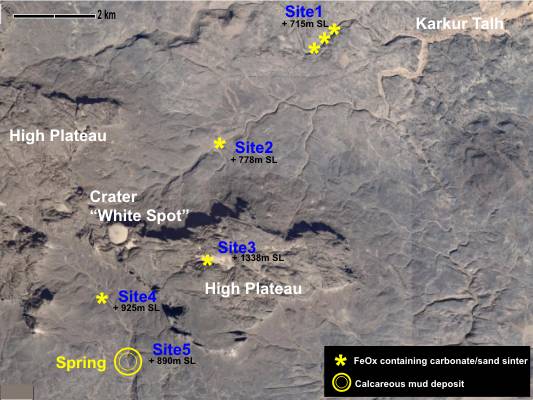 2 km
Site1
+ 715m SL
Karkur Talh
High Plateau
Site2
+ 778m SL
Crater
“White Spot”
Site3
+ 1338m SL
High Plateau
Site4
+ 925m SL
Site5
+ 890m SL
Spring
FeOx containing carbonate/sand sinter
Calcareous mud deposit